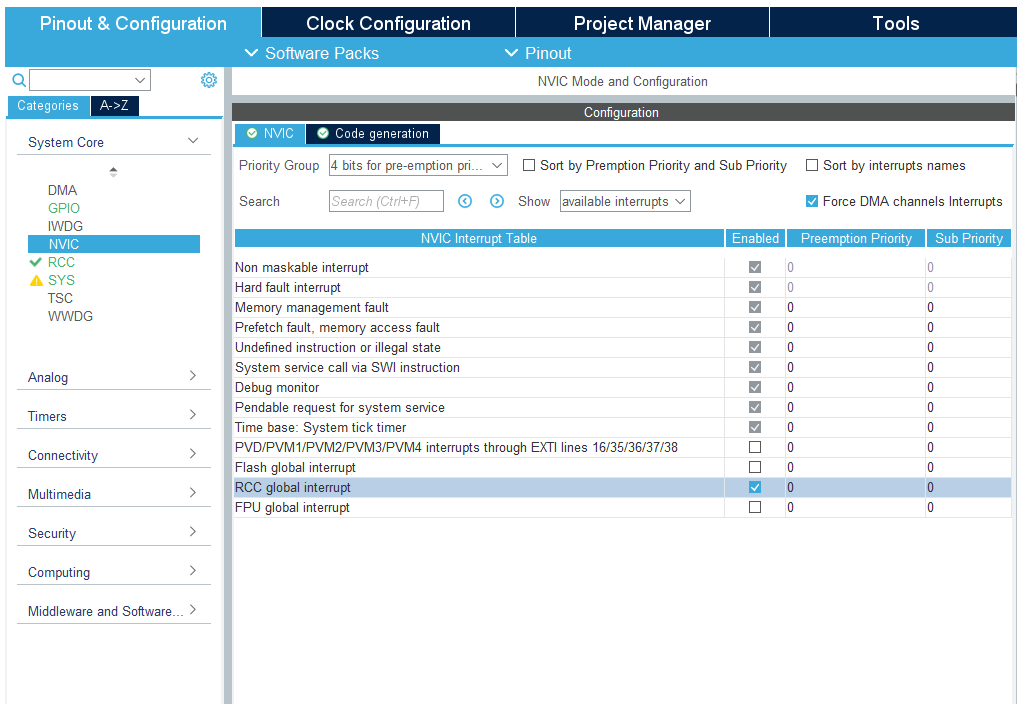 Pinout & Configuration Clock Configuration Project Manager Tools
Software Packs Pinout
NVIC Mode and Configuration
Categories A->Z
Configuration
NVIC Code generation
System Core
Priority Group 4 bits for pre-emption pri... Sort by Premption Priority and Sub Priority Sort by interrupts names
DMA
Search Search (Ctrl+F) Show available interrupts Force DMA channels Interrupts
GPIO
IWDG
NVIC
RCC
SYS
TSC
WWDG
Analog
Timers
Connectivity
Multimedia
Security
Computing
Middleware and Software...
NVIC Interrupt Table Enabled Preemption Priority Sub Priority
Non maskable interrupt 0 0
Hard fault interrupt 0 0
Memory management fault 0 0
Prefetch fault, memory access fault 0 0
Undefined instruction or illegal state 0 0
System service call via SWI instruction 0 0
Debug monitor 0 0
Pendable request for system service 0 0
Time base: System tick timer 0 0
PVD/PVM1/PVM2/PVM3/PVM4 interrupts through EXTI lines 16/35/36/37/38 0 0
Flash global interrupt 0 0
RCC global interrupt 0 0
FPU global interrupt 0 0